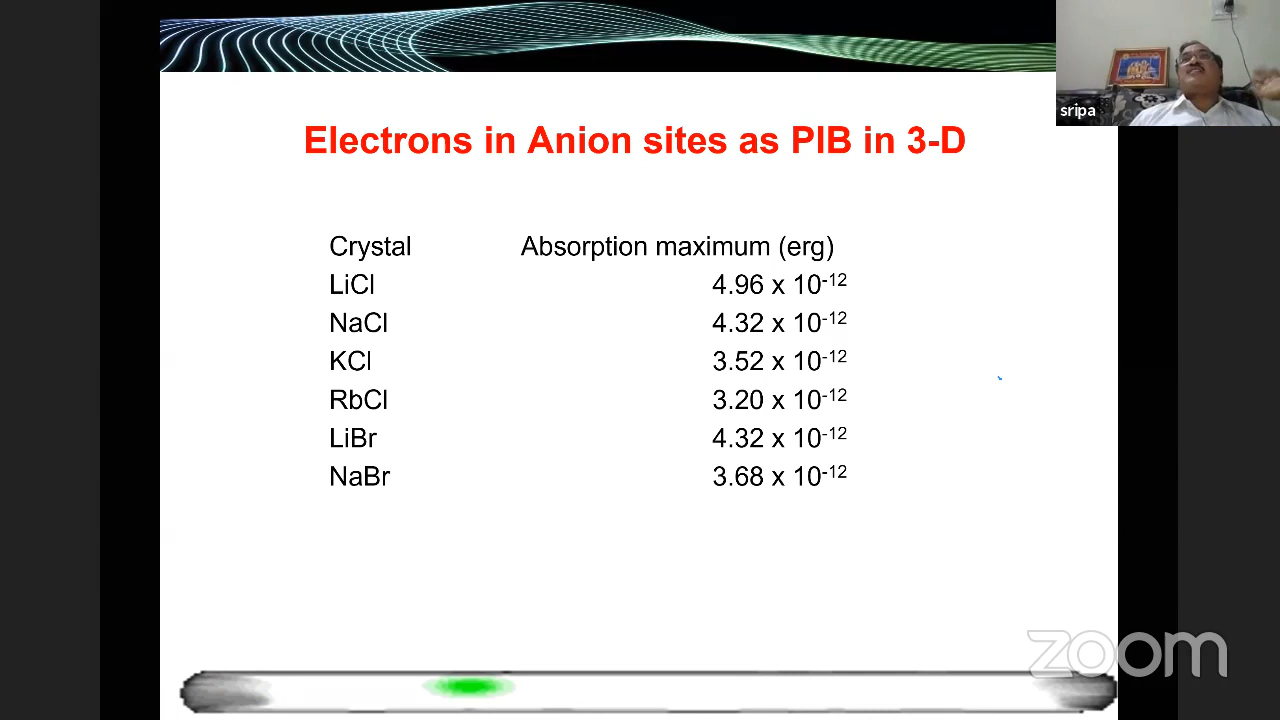 sripa
Electrons in Anion sites as PIB in 3-D
Crystal Absorption maximum (erg)
LiCl 4.96 x 10⁻¹²
NaCl 4.32 x 10⁻¹²
KCl 3.52 x 10⁻¹²
RbCl 3.20 x 10⁻¹²
LiBr 4.32 x 10⁻¹²
NaBr 3.68 x 10⁻¹²
zoom